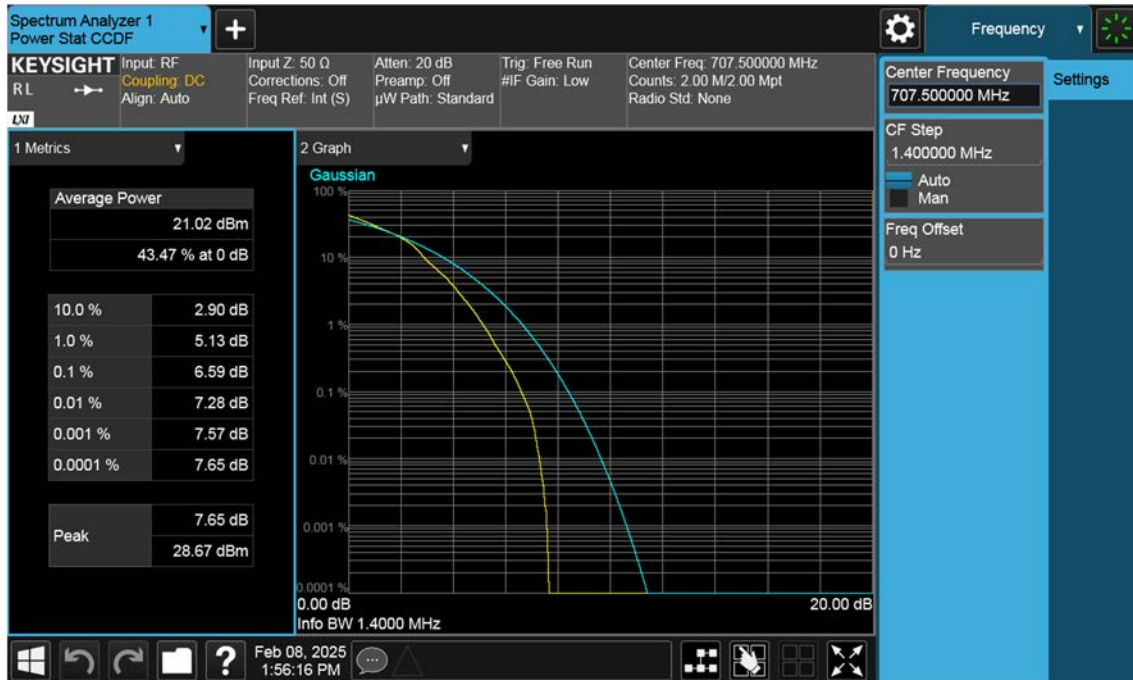 Spectrum Analyzer 1
Power Stat CCDF
Frequency
KEYSIGHT
R L
LXI
Input: RF
Coupling: DC
Align: Auto
Input Z: 50 Ω
Corrections: Off
Freq Ref: Int (S)
Atten: 20 dB
Preamp: Off
µW Path: Standard
Trig: Free Run
#IF Gain: Low
Center Freq: 707.500000 MHz
Counts: 2.00 M/2.00 Mpt
Radio Std: None
Center Frequency
707.500000 MHz
Settings
CF Step
1.400000 MHz
Auto
Man
Freq Offset
0 Hz
1 Metrics
Average Power
21.02 dBm
43.47 % at 0 dB
10.0 % 2.90 dB
1.0 % 5.13 dB
0.1 % 6.59 dB
0.01 % 7.28 dB
0.001 % 7.57 dB
0.0001 % 7.65 dB
Peak
7.65 dB
28.67 dBm
2 Graph
Gaussian
100 %
10 %
1 %
0.1 %
0.01 %
0.001 %
0.0001 %
0.00 dB 20.00 dB
Info BW 1.4000 MHz
?
Feb 08, 2025
1:56:16 PM